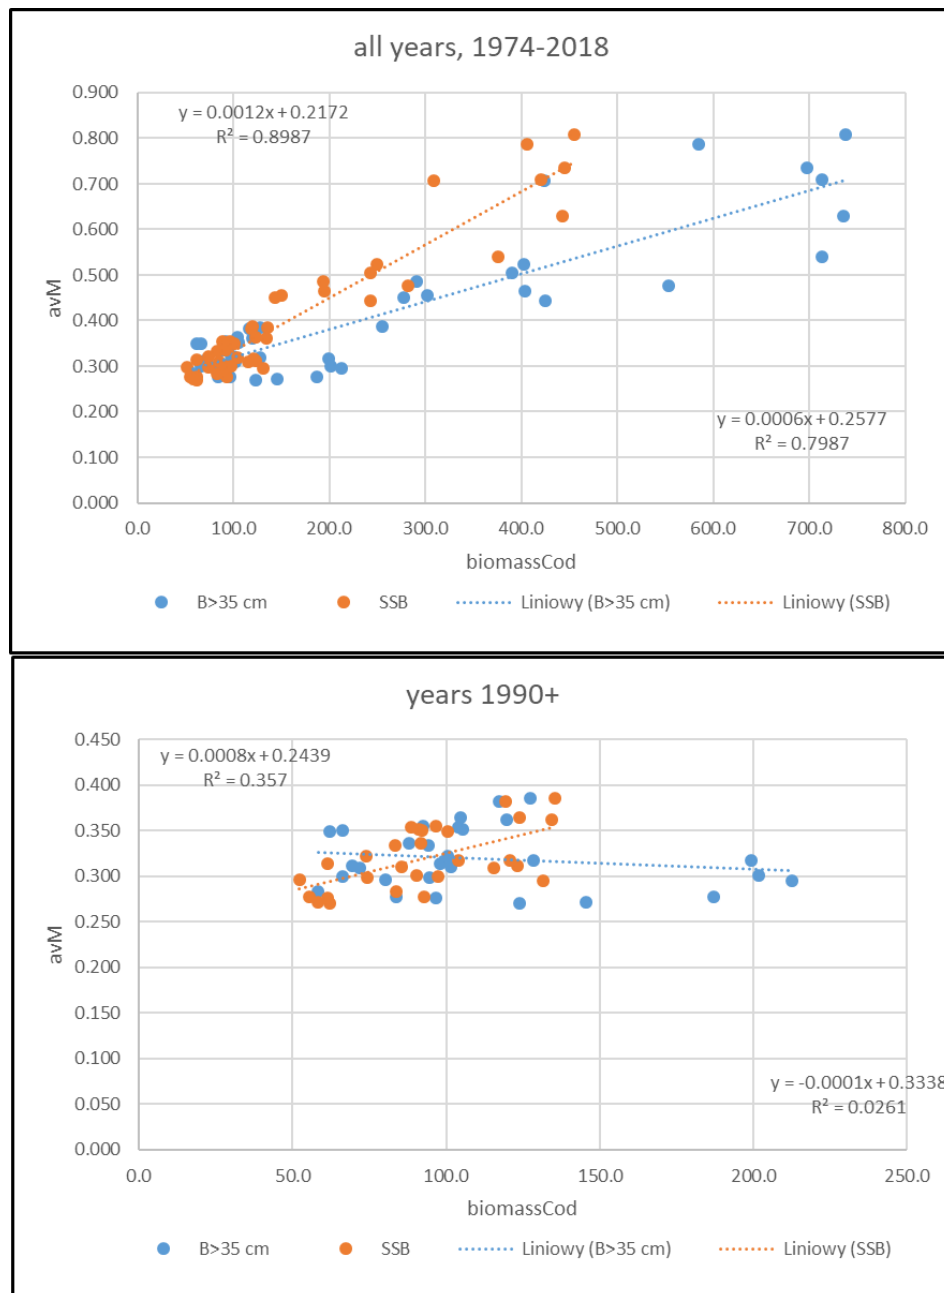 all years, 1974-2018
0.900
y = 0.0012x + 0.2172
R² = 0.8987
0.800
0.700
0.600
0.500
avM
0.400
0.300
0.200
y = 0.0006x + 0.2577
R² = 0.7987
0.100
0.000
0.0 100.0 200.0 300.0 400.0 500.0 600.0 700.0 800.0
biomassCod
B>35 cm SSB Liniowy (B>35 cm) Liniowy (SSB)
years 1990+
0.450
y = 0.0008x + 0.2439
R² = 0.357
0.400
0.350
0.300
0.250
avM
0.200
0.150
0.100
y = -0.0001x + 0.3338
R² = 0.0261
0.050
0.000
0.0 50.0 100.0 150.0 200.0 250.0
biomassCod
B>35 cm SSB Liniowy (B>35 cm) Liniowy (SSB)